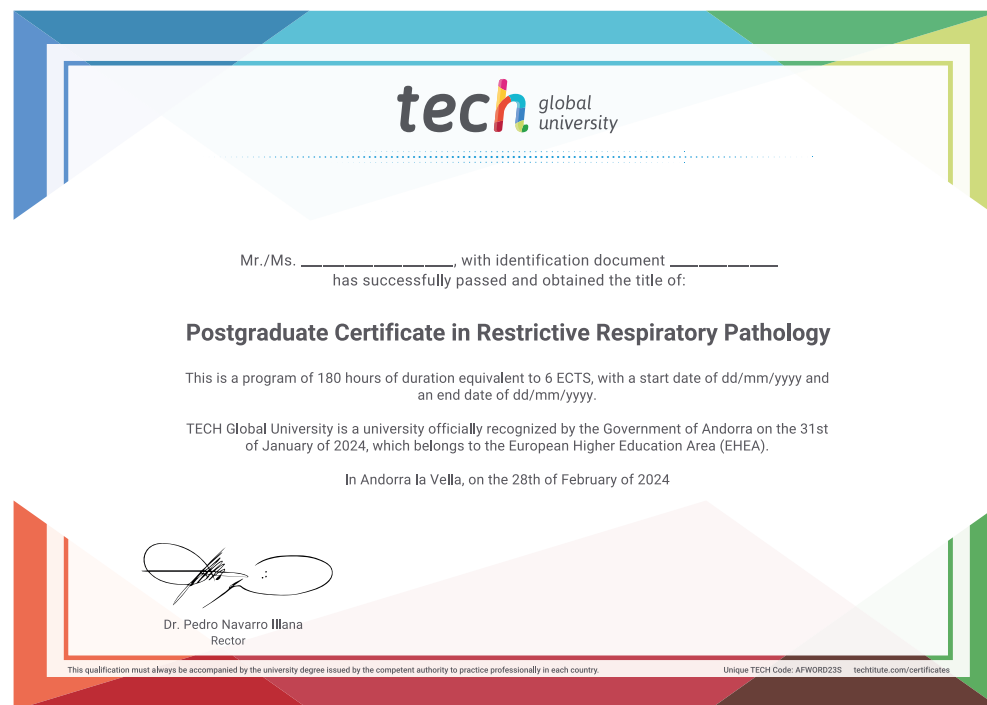 tech global university
Mr./Ms. ________________, with identification document ___________
has successfully passed and obtained the title of:
Postgraduate Certificate in Restrictive Respiratory Pathology
This is a program of 180 hours of duration equivalent to 6 ECTS, with a start date of dd/mm/yyyy and
an end date of dd/mm/yyyy.
TECH Global University is a university officially recognized by the Government of Andorra on the 31st
of January of 2024, which belongs to the European Higher Education Area (EHEA).
In Andorra la Vella, on the 28th of February of 2024
Dr. Pedro Navarro Illana
Rector
This qualification must always be accompanied by the university degree issued by the competent authority to practice professionally in each country. Unique TECH Code: AFWORD23S techtitute.com/certificates